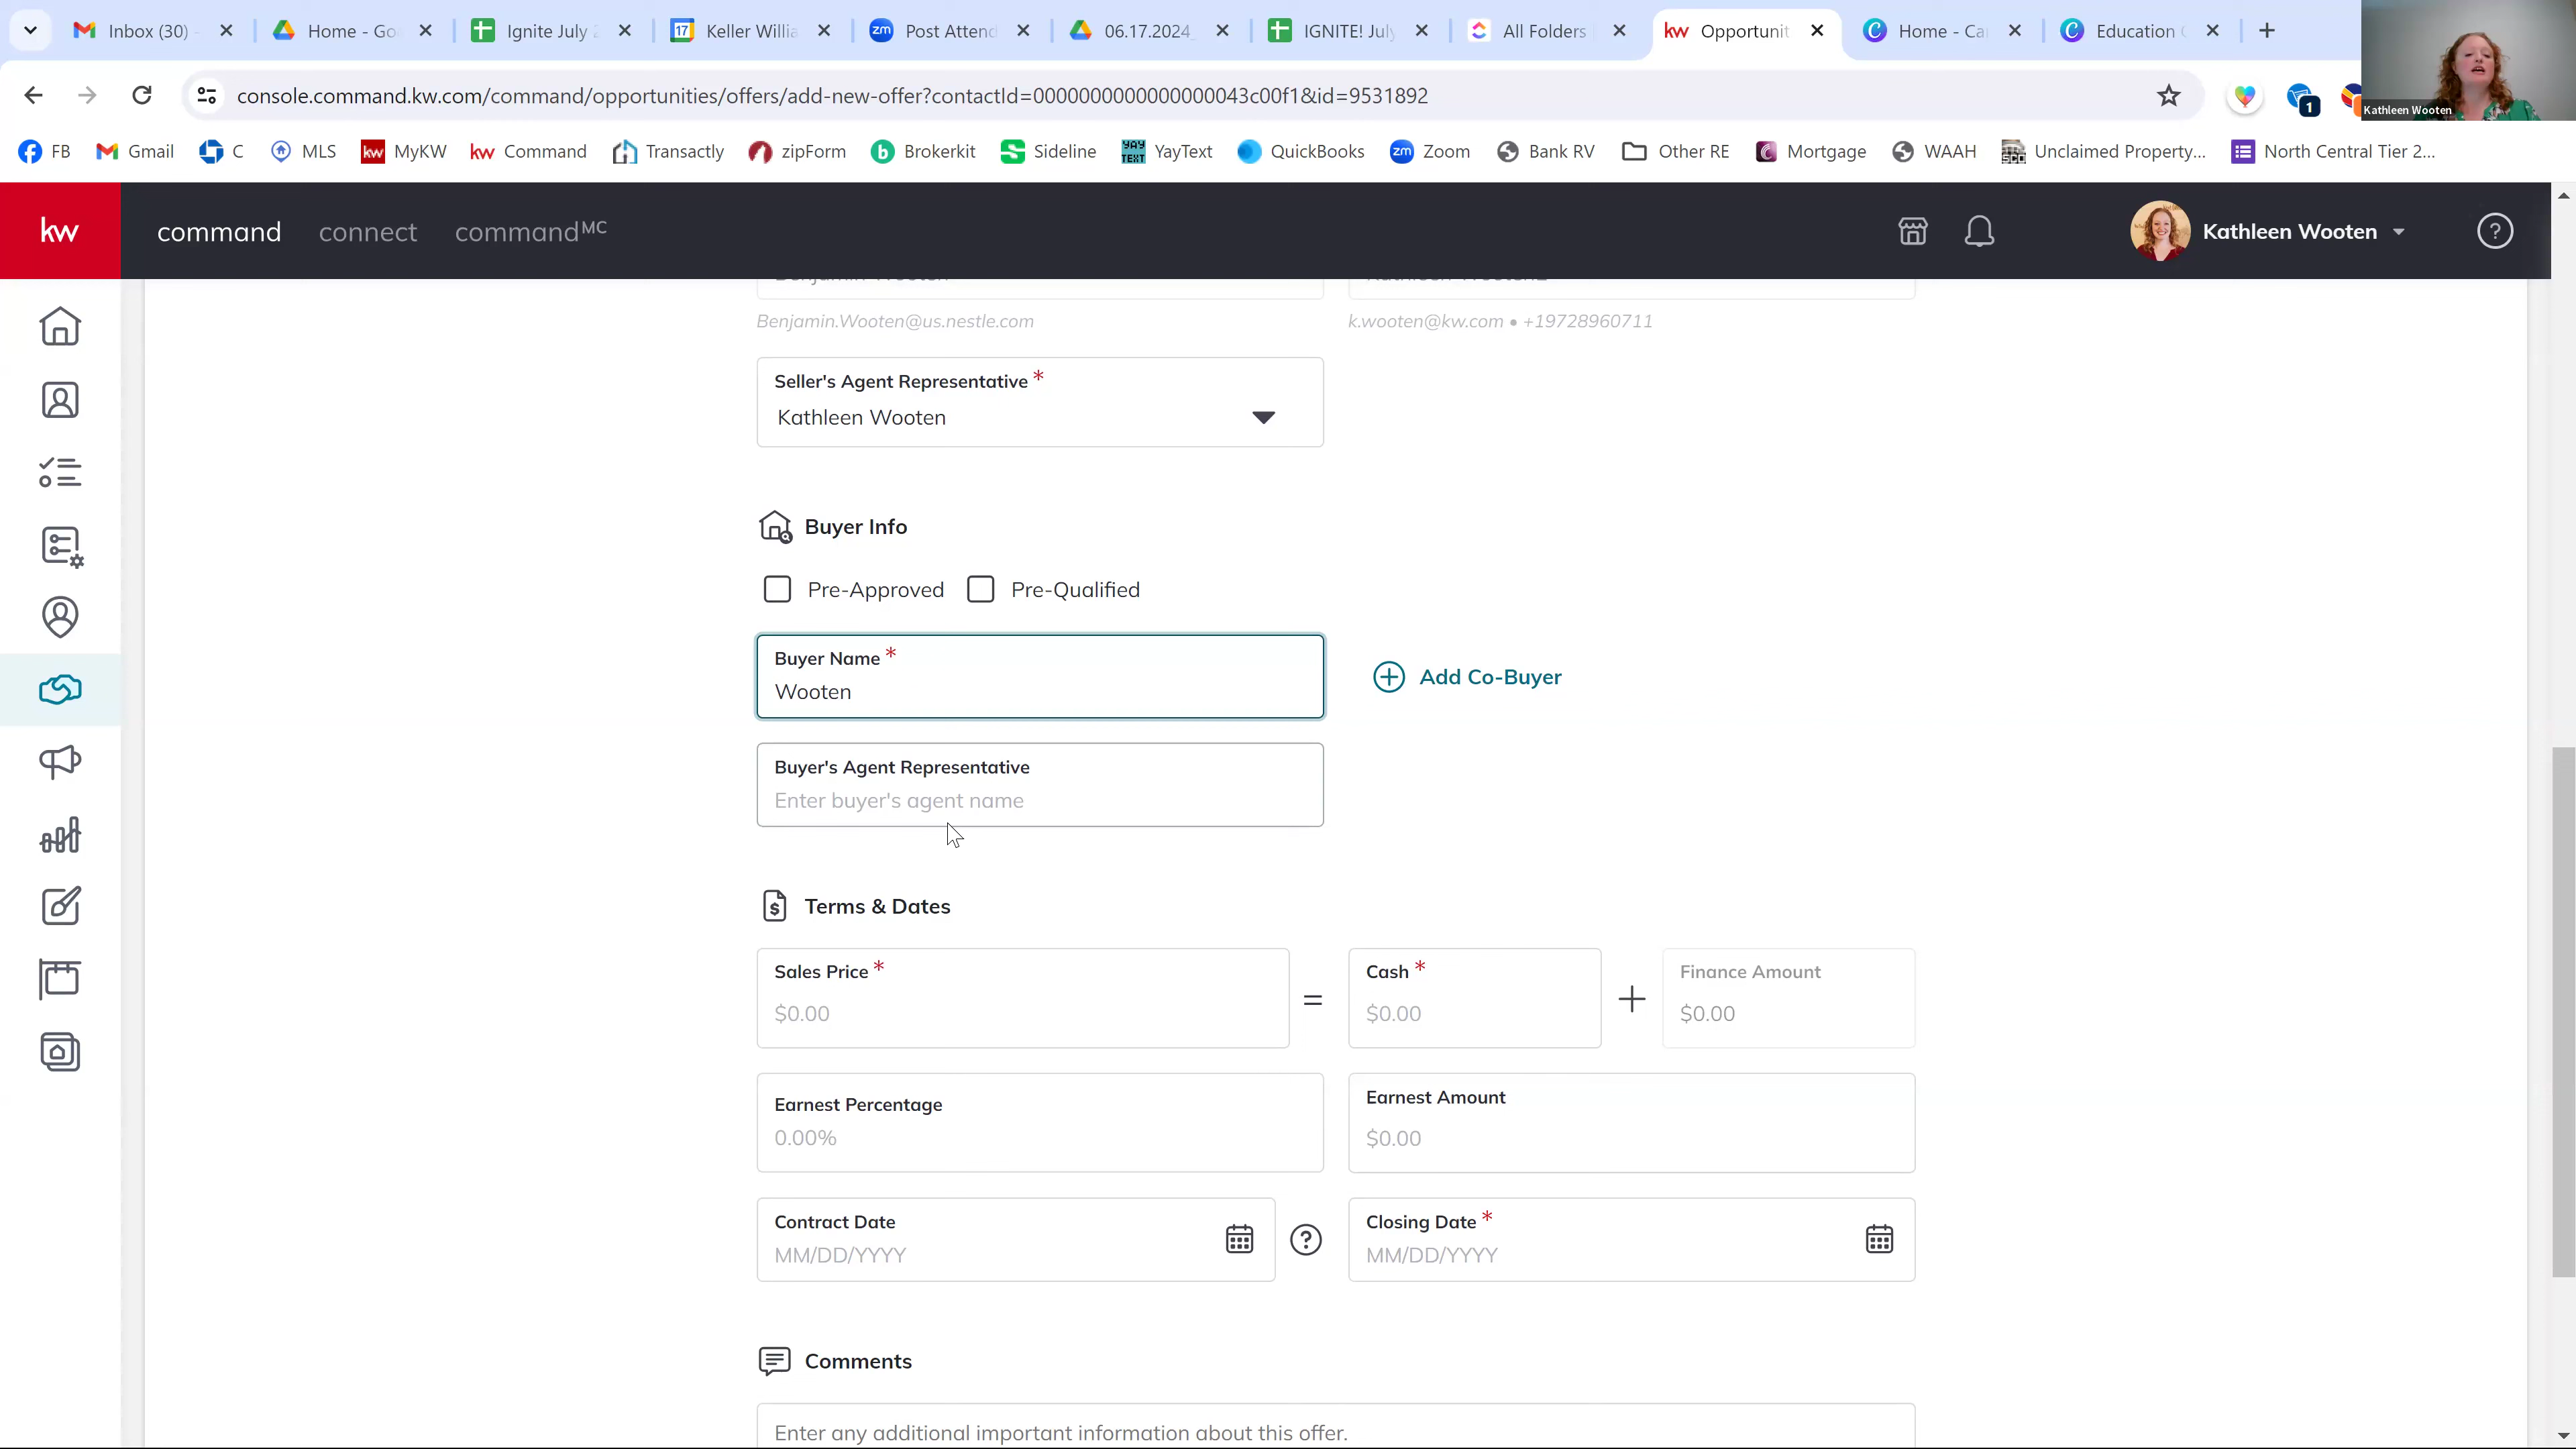 Inbox (30)
Home - Go
Ignite July 2
Keller Willia
Post Attend
06.17.2024_
IGNITE! July
All Folders
Opportunit
Home - Ca
Education C
console.command.kw.com/command/opportunities/offers/add-new-offer?contactId=0000000000000000043c00f1&id=9531892
1
Kathleen Wooten
FB
Gmail
C
MLS
MyKW
Command
Transactly
zipForm
Brokerkit
Sideline
YayText
QuickBooks
Zoom
Bank RV
Other RE
Mortgage
WAAH
Unclaimed Property...
North Central Tier 2...
kw
command
connect
commandMC
Kathleen Wooten
Benjamin.Wooten@us.nestle.com
k.wooten@kw.com • +19728960711
Seller's Agent Representative *
Kathleen Wooten
Buyer Info
Pre-Approved
Pre-Qualified
Buyer Name *
Wooten
Add Co-Buyer
Buyer's Agent Representative
Enter buyer's agent name
Terms & Dates
Sales Price *
$0.00
=
Cash *
$0.00
+
Finance Amount
$0.00
Earnest Percentage
0.00%
Earnest Amount
$0.00
Contract Date
MM/DD/YYYY
Closing Date *
MM/DD/YYYY
Comments
Enter any additional important information about this offer.